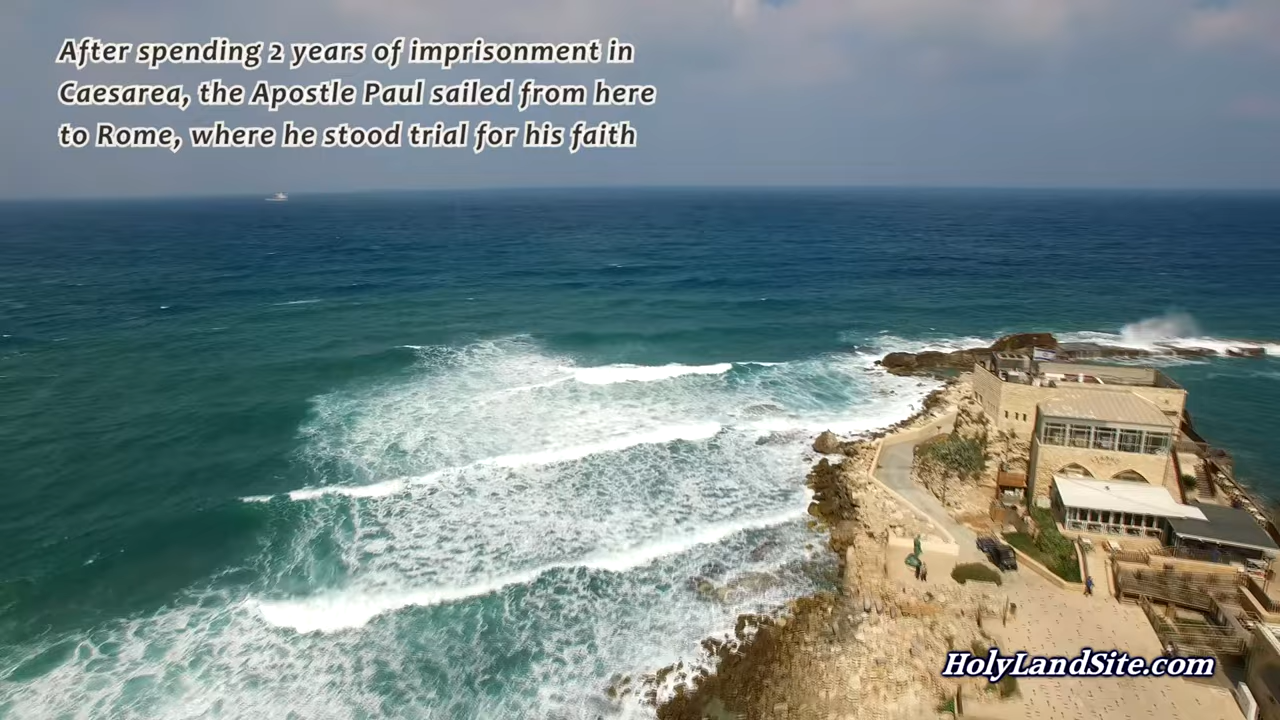 After spending 2 years of imprisonment in
Caesarea, the Apostle Paul sailed from here
to Rome, where he stood trial for his faith
HolyLandSite.com